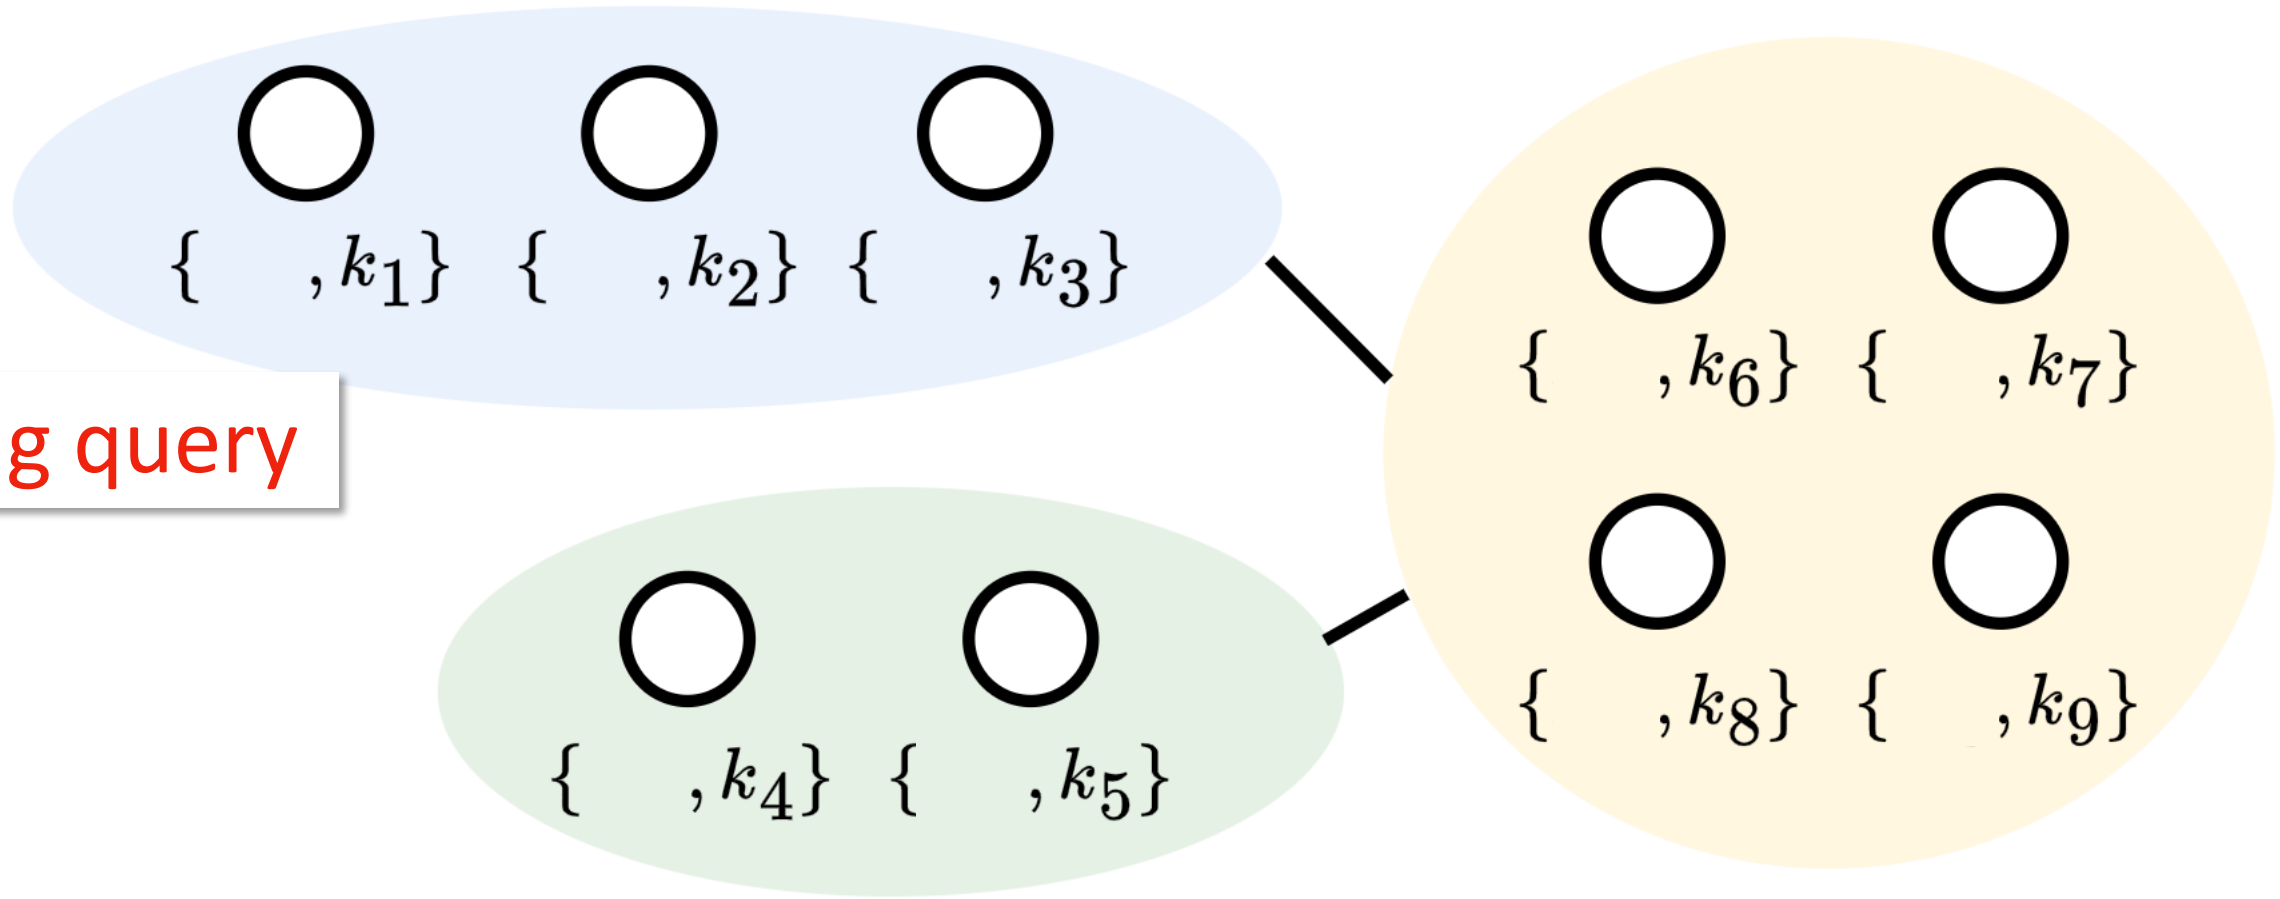 { , k₁} { , k₂} { , k₃}
{ , k₆} { , k₇}
g query
{ , k₈} { , k₉}
{ , k₄} { , k₅}